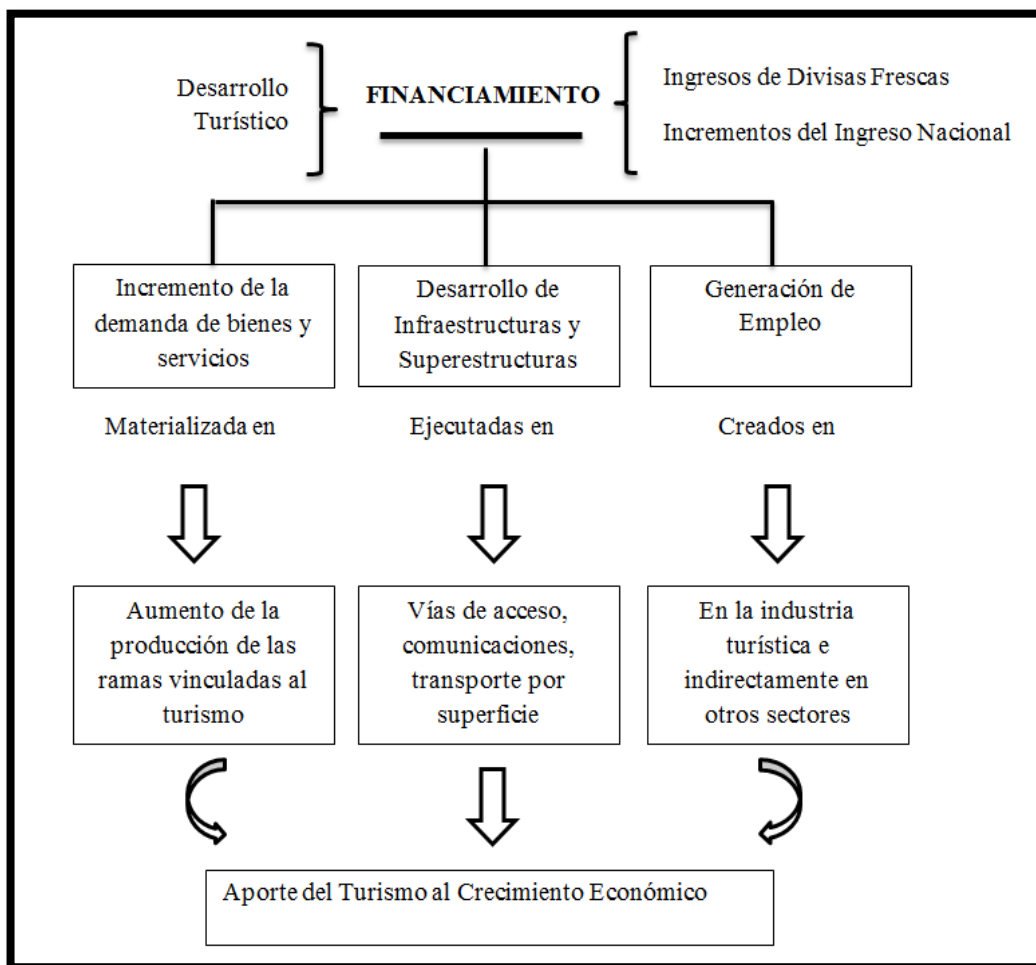 Desarrollo
Turístico
FINANCIAMIENTO
Ingresos de Divisas Frescas
Incrementos del Ingreso Nacional
Incremento de la
demanda de bienes y
servicios
Desarrollo de
Infraestructuras y
Superestructuras
Generación de
Empleo
Materializada en
Ejecutadas en
Creados en
Aumento de la
producción de las
ramas vinculadas al
turismo
Vías de acceso,
comunicaciones,
transporte por
superficie
En la industria
turística e
indirectamente en
otros sectores
Aporte del Turismo al Crecimiento Económico